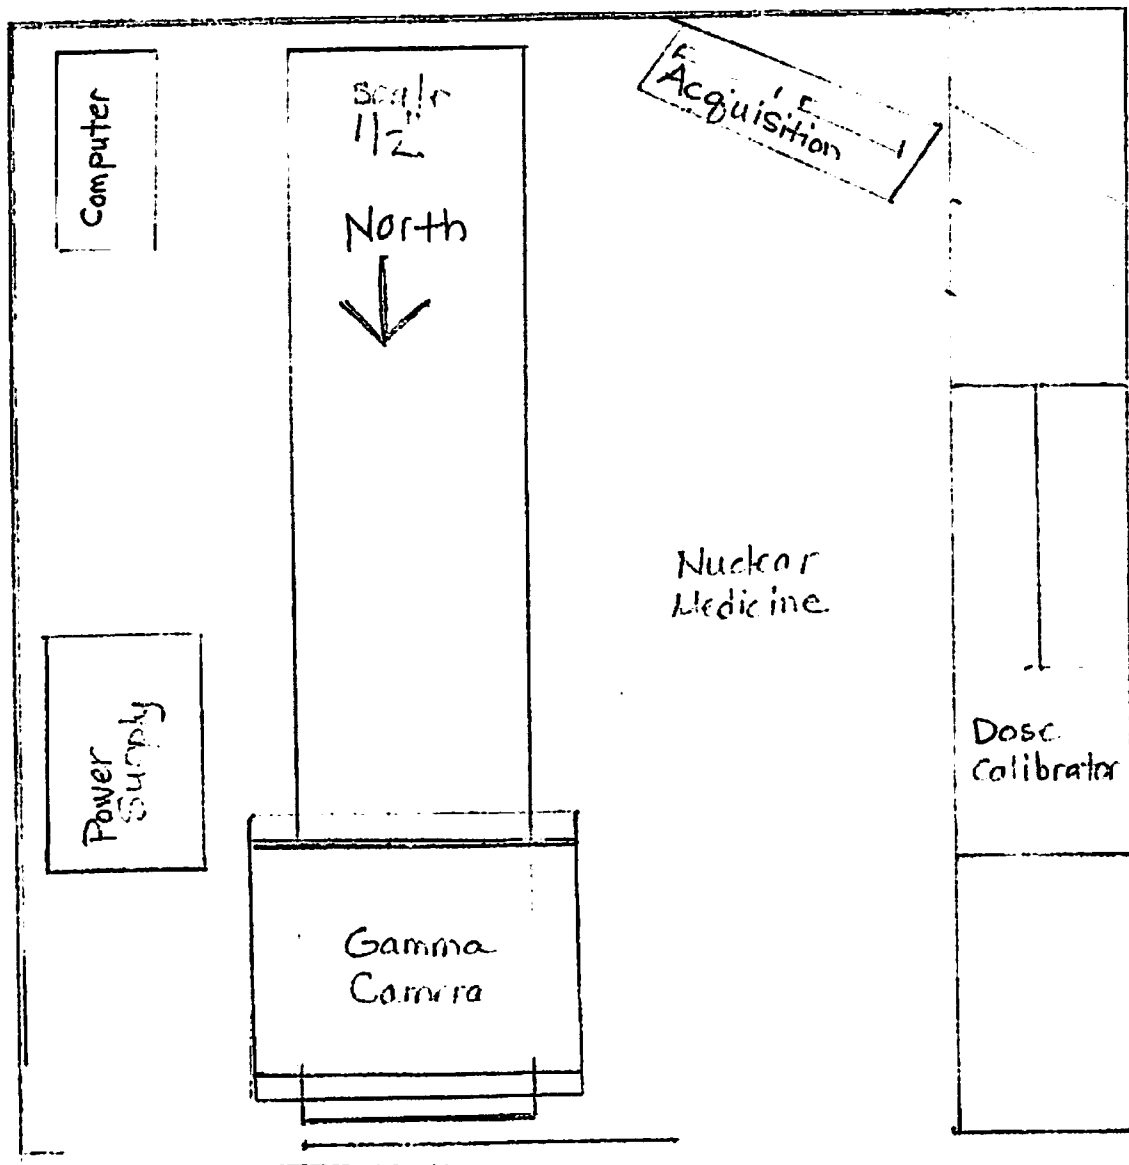 Computer
Scale
1/2"
North
Acquisition
Nuclear
Medicine
Power
Supply
Dose
Calibrator
Gamma
Camera